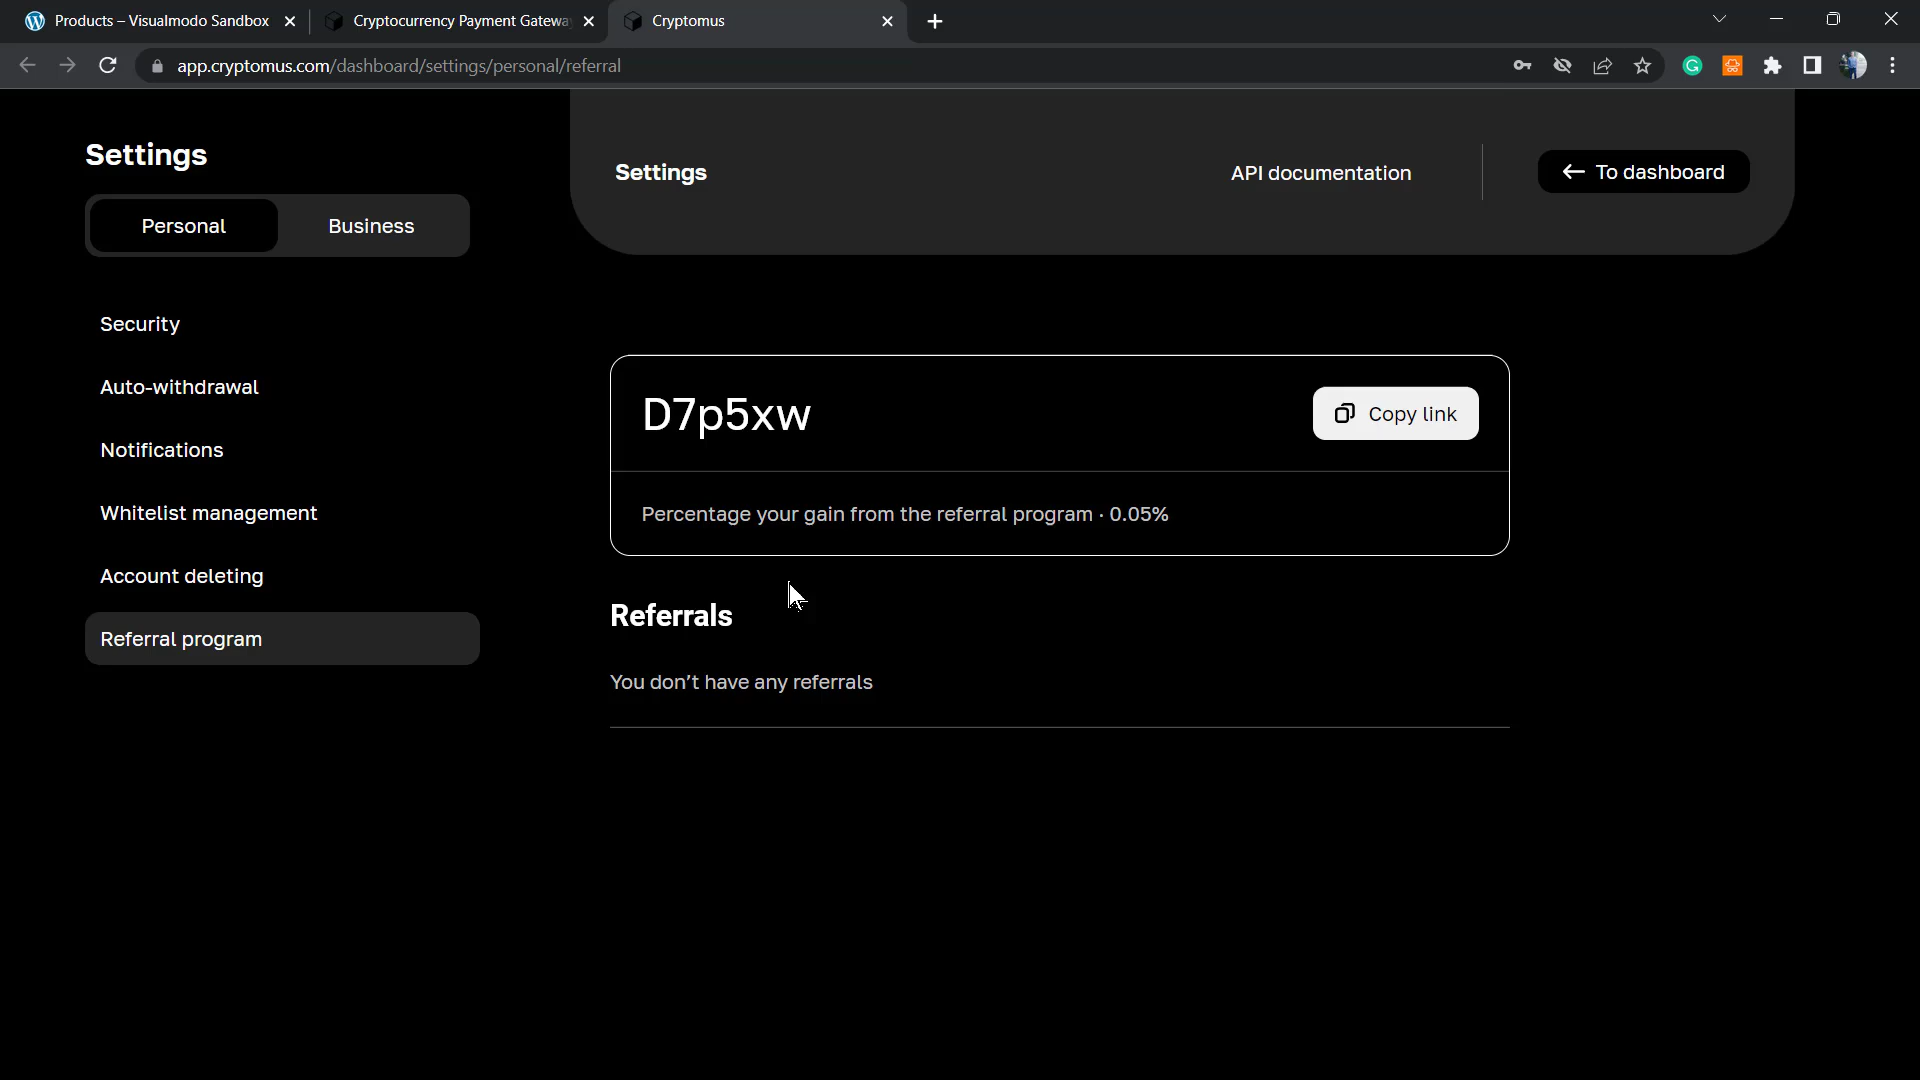 Products – Visualmodo Sandbox
Cryptocurrency Payment Gatewa
Cryptomus
app.cryptomus.com/dashboard/settings/personal/referral
Settings
Personal
Business
Security
Auto-withdrawal
Notifications
Whitelist management
Account deleting
Referral program
Settings
API documentation
To dashboard
D7p5xw
Copy link
Percentage your gain from the referral program · 0.05%
Referrals
You don't have any referrals